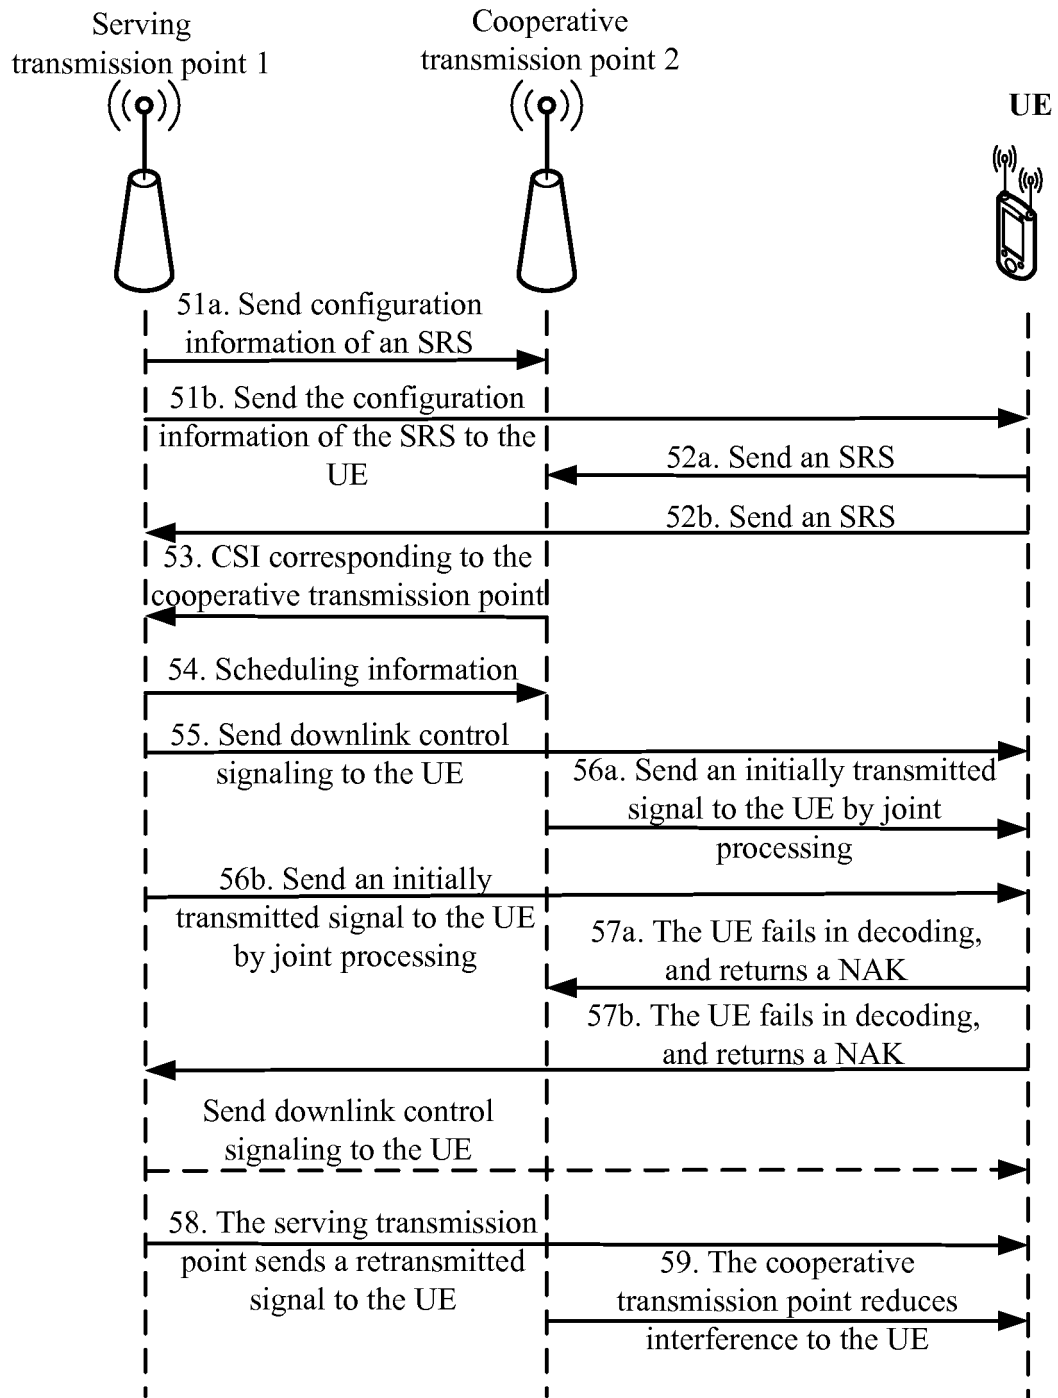 Serving
transmission point 1
Cooperative
transmission point 2
UE
51a. Send configuration
information of an SRS
51b. Send the configuration
information of the SRS to the
UE
52a. Send an SRS
52b. Send an SRS
53. CSI corresponding to the
cooperative transmission point
54. Scheduling information
55. Send downlink control
signaling to the UE
56a. Send an initially transmitted
signal to the UE by joint
processing
56b. Send an initially
transmitted signal to the UE
by joint processing
57a. The UE fails in decoding,
and returns a NAK
57b. The UE fails in decoding,
and returns a NAK
Send downlink control
signaling to the UE
58. The serving transmission
point sends a retransmitted
signal to the UE
59. The cooperative
transmission point reduces
interference to the UE